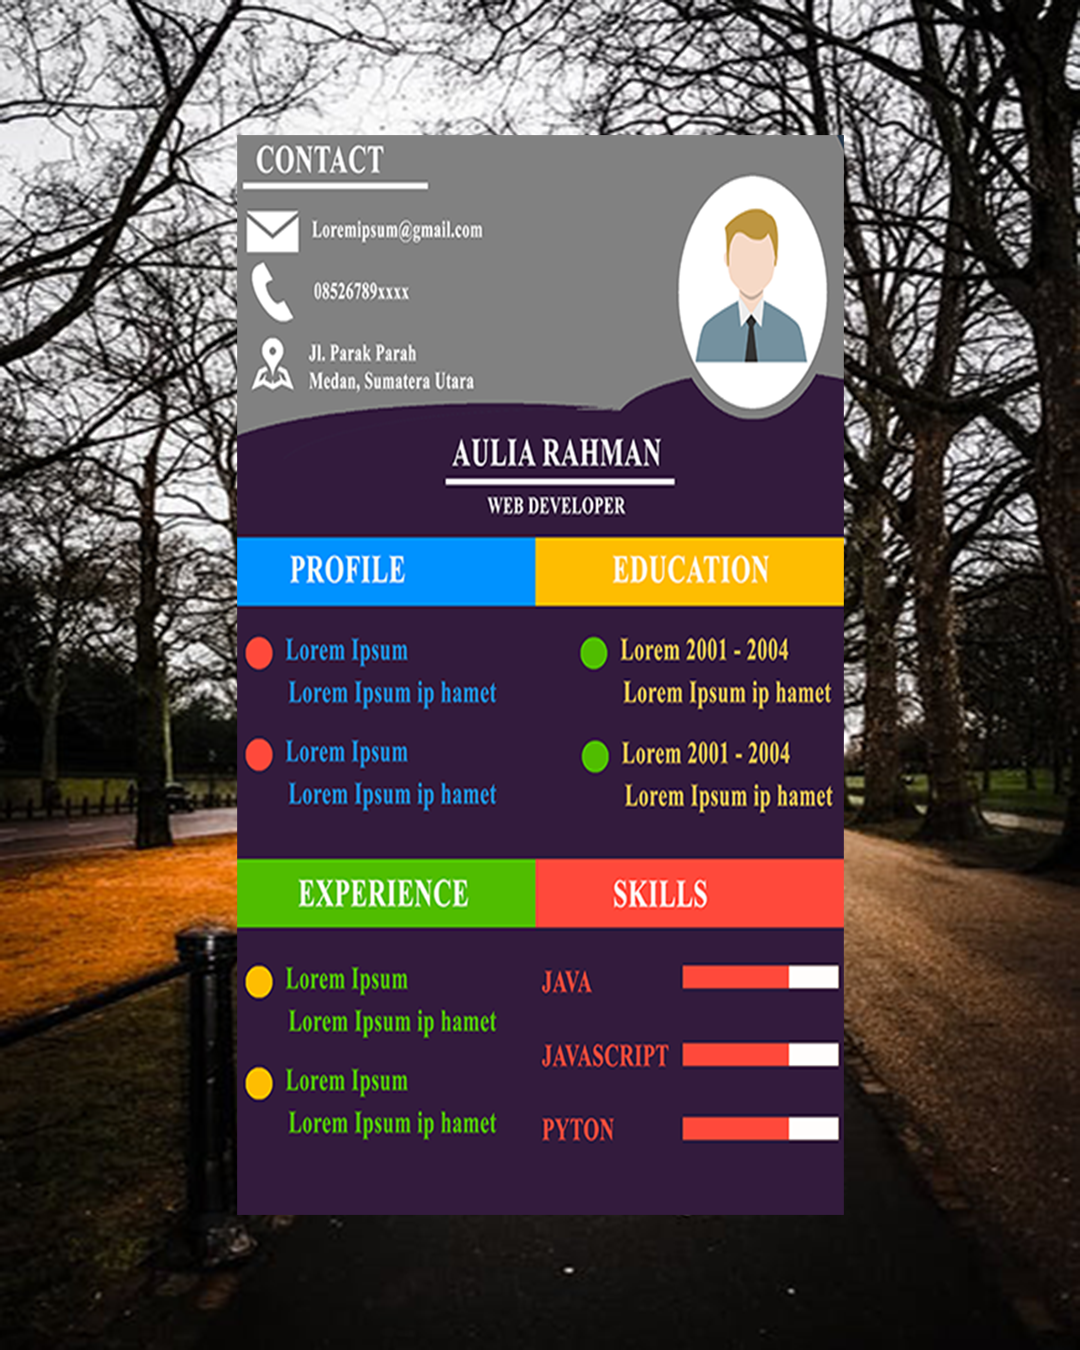 CONTACT
Loremipsum@gmail.com
08526789xxxx
Jl. Parak Parah
Medan, Sumatera Utara
AULIA RAHMAN
WEB DEVELOPER
PROFILE
Lorem Ipsum
Lorem Ipsum ip hamet
Lorem Ipsum
Lorem Ipsum ip hamet
EDUCATION
Lorem 2001 - 2004
Lorem Ipsum ip hamet
Lorem 2001 - 2004
Lorem Ipsum ip hamet
EXPERIENCE
Lorem Ipsum
Lorem Ipsum ip hamet
Lorem Ipsum
Lorem Ipsum ip hamet
SKILLS
JAVA
JAVASCRIPT
PYTON